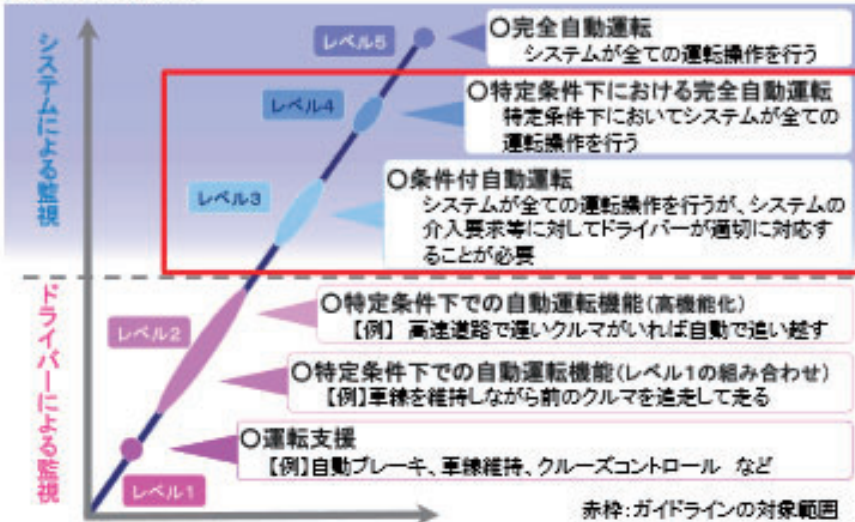 システムによる監視
ドライバーによる監視
レベル5
〇完全自動運転
システムが全ての運転操作を行う
レベル4
〇特定条件下における完全自動運転
特定条件下においてシステムが全ての
運転操作を行う
レベル3
〇条件付自動運転
システムが全ての運転操作を行うが、システムの
介入要求等に対してドライバーが適切に対応す
ることが必要
レベル2
〇特定条件下での自動運転機能(高機能化)
【例】 高速道路で遅いクルマがいれば自動で追い越す
〇特定条件下での自動運転機能(レベル1の組み合わせ)
【例】車線を維持しながら前のクルマを追走して走る
レベル1
〇運転支援
【例】自動ブレーキ、車線維持、クルーズコントロール など
赤枠:ガイドラインの対象範囲